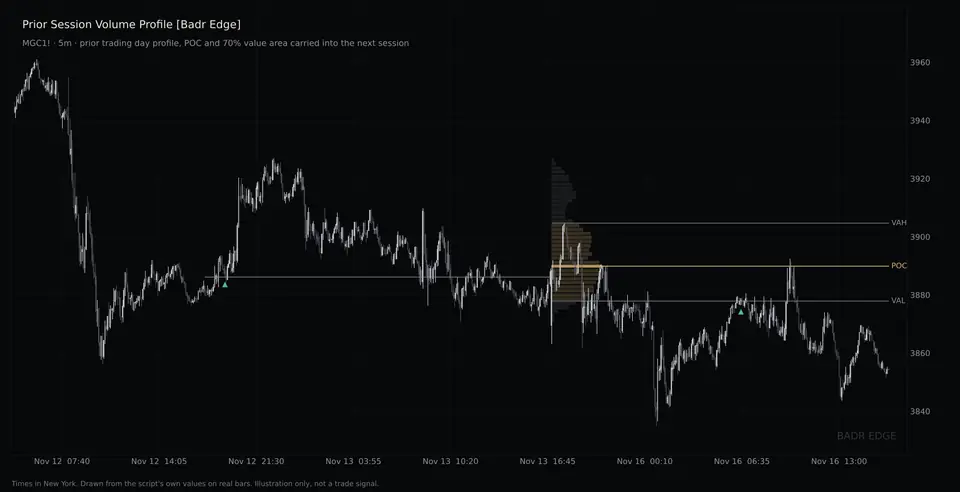 Prior Session Volume Profile [Badr Edge]
MGC1! · 5m · prior trading day profile, POC and 70% value area carried into the next session
3960
3940
3920
VAH
3900
POC
3880
VAL
3860
3840
BADR EDGE
Nov 12 07:40 Nov 12 14:05 Nov 12 21:30 Nov 13 03:55 Nov 13 10:20 Nov 13 16:45 Nov 16 00:10 Nov 16 06:35 Nov 16 13:00
Times in New York. Drawn from the script's own values on real bars. Illustration only, not a trade signal.